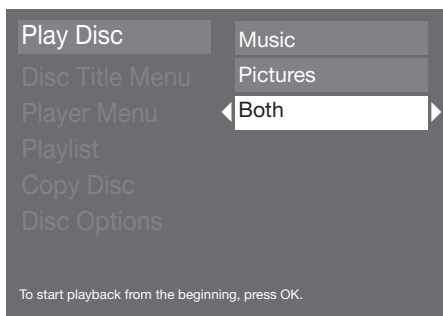 Play Disc
Disc Title Menu
Player Menu
Playlist
Copy Disc
Disc Options
Music
Pictures
Both
To start playback from the beginning, press OK.